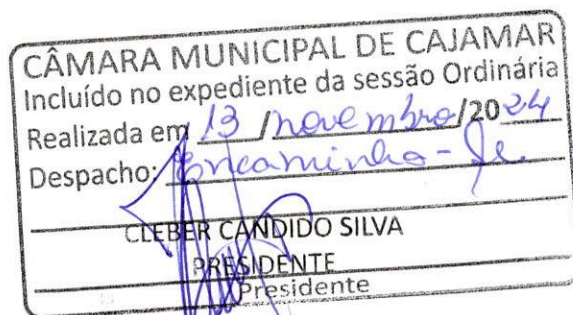 CÂMARA MUNICIPAL DE CAJAMAR
Incluído no expediente da sessão Ordinária
Realizada em 13 / novembro /2024
Despacho: Encaminha-se
CLEBER CANDIDO SILVA
PRESIDENTE
Presidente